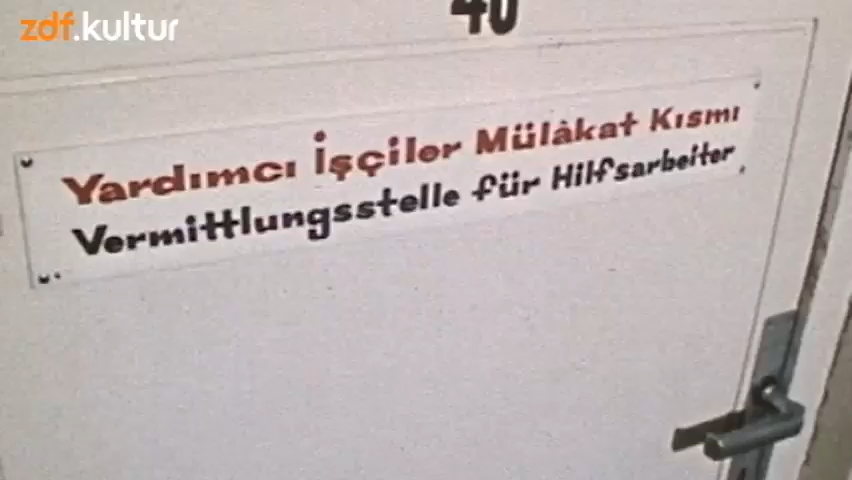 zdf.kultur
40
Yardımcı İşçiler Mülâkat Kısmı
Vermittlungsstelle für Hilfsarbeiter